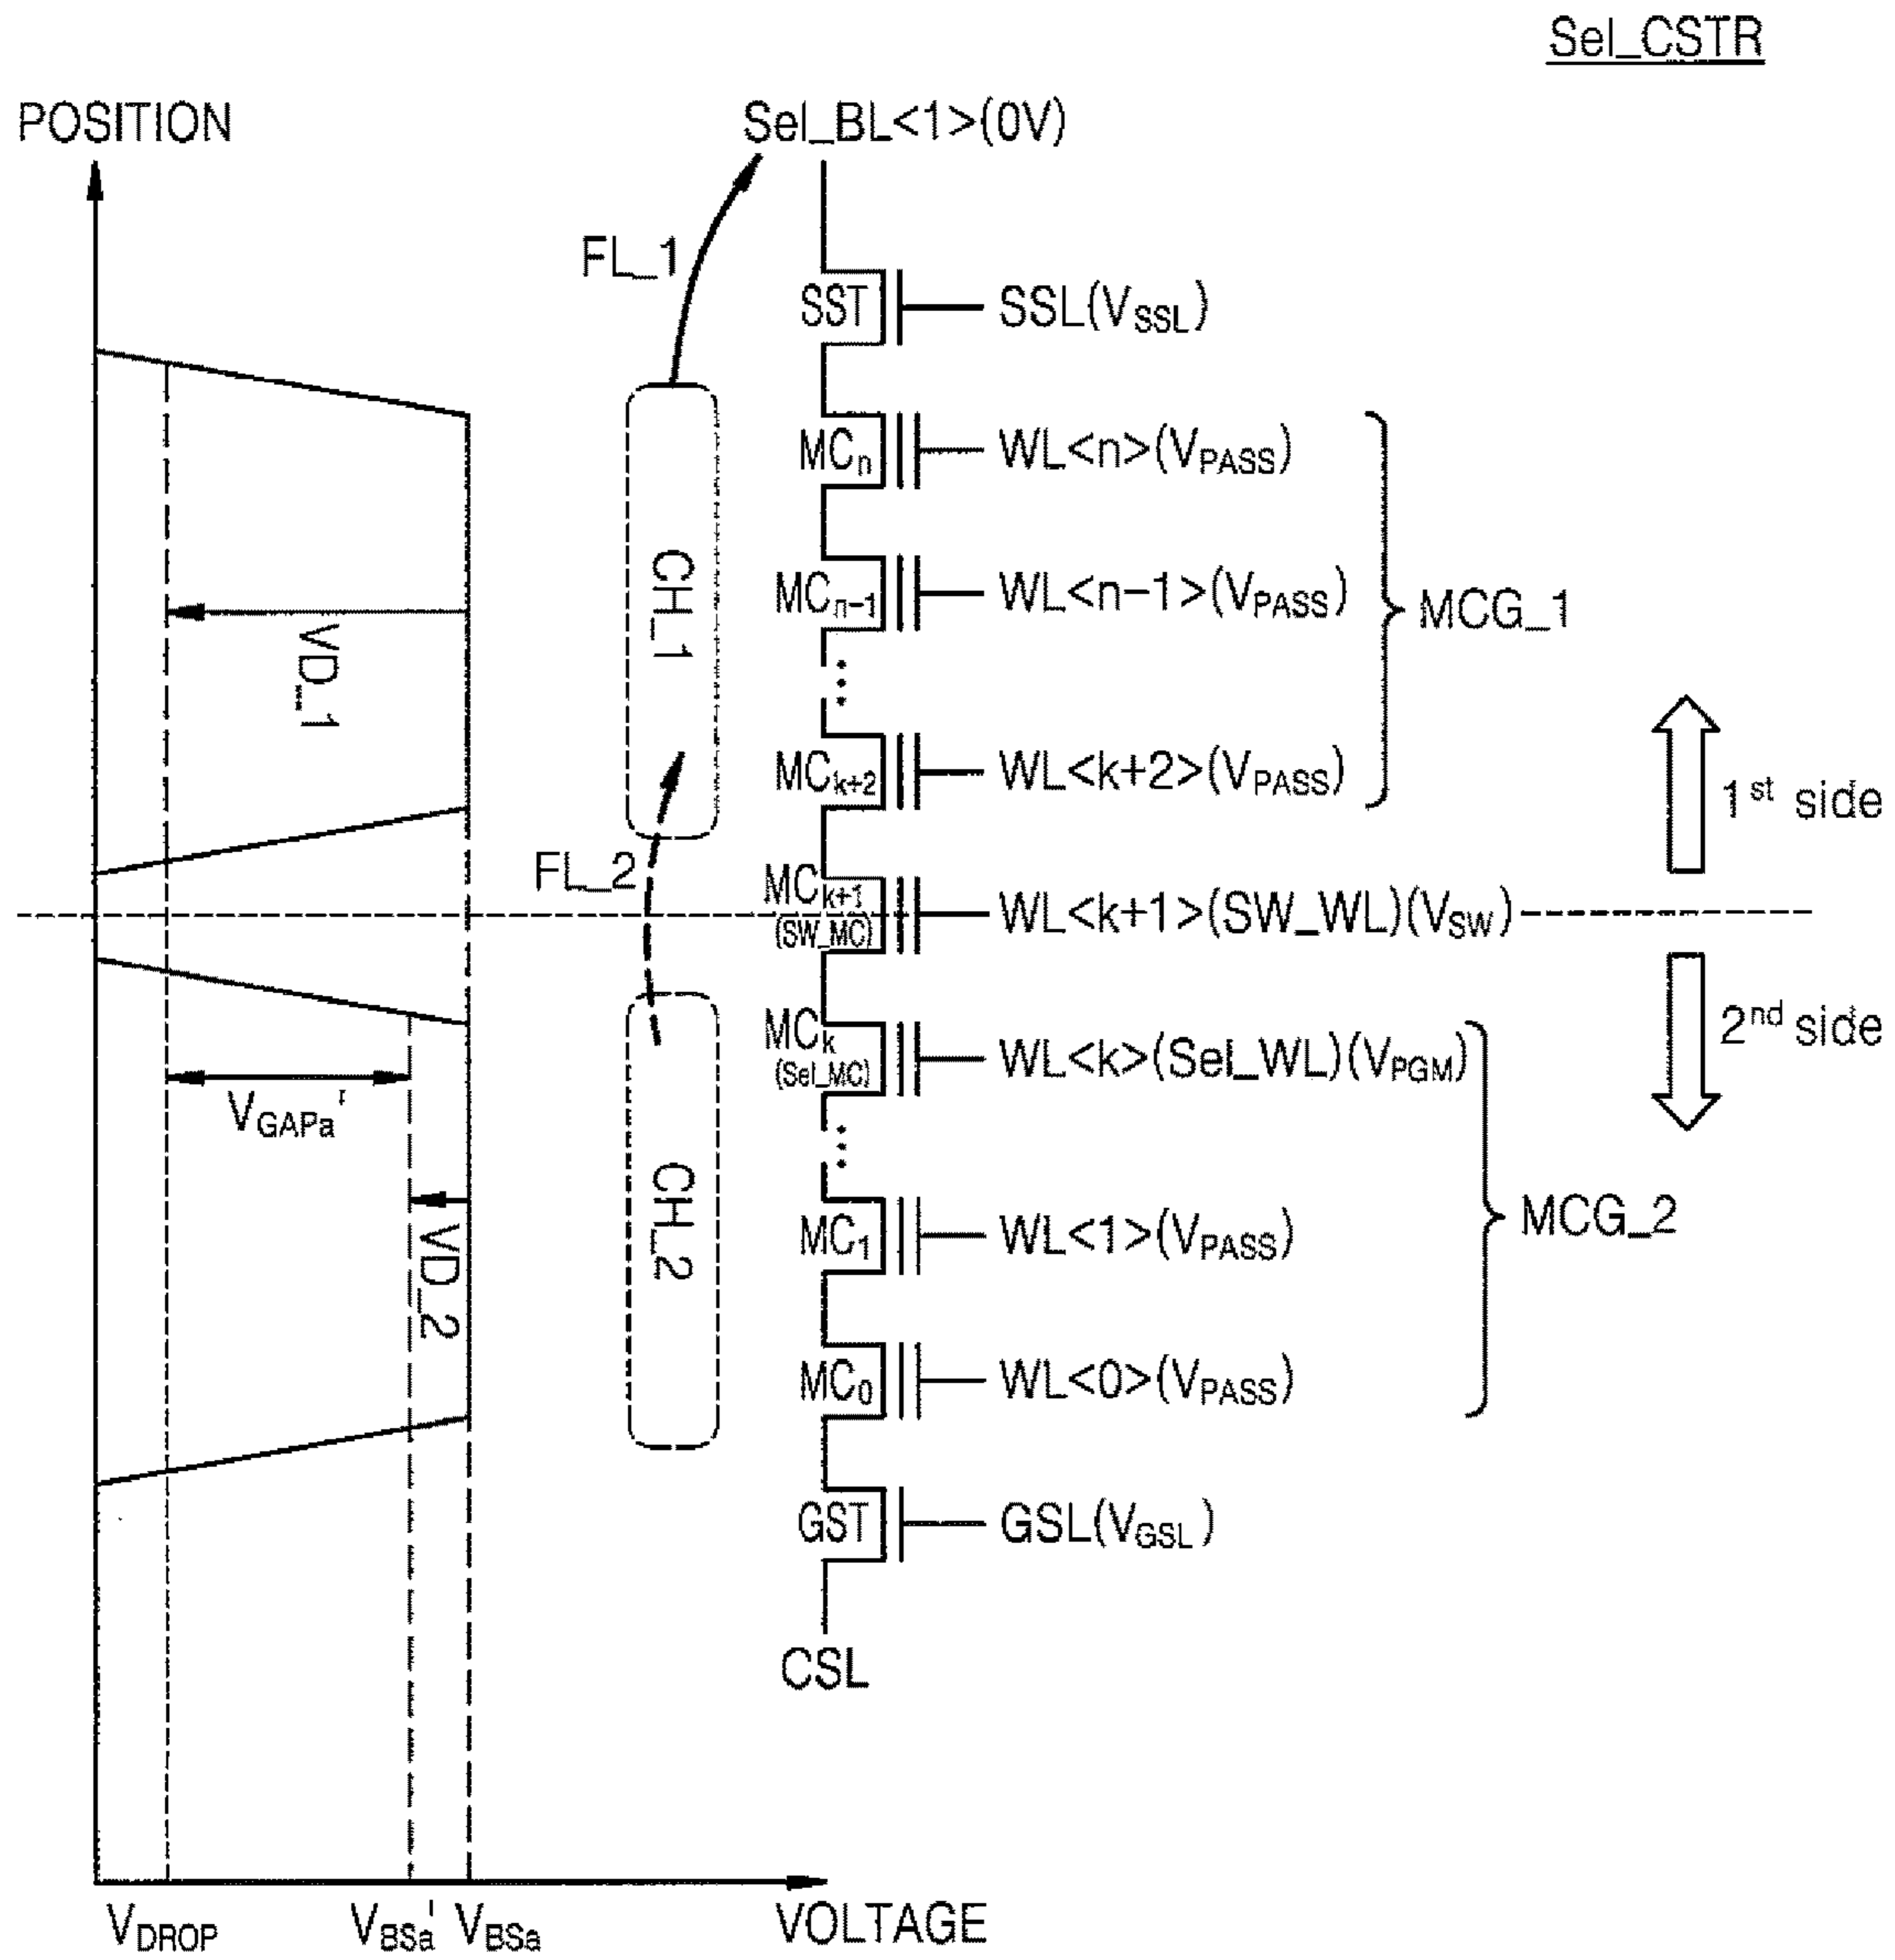 Sel_CSTR
POSITION
Sel_BL<1>(0V)
FL_1
SST
SSL(VSSL)
MCn
WL<n>(VPASS)
CH_1
MCn-1
WL<n-1>(VPASS)
MCG_1
VD_1
...
MCk+2
WL<k+2>(VPASS)
1st side
FL_2
MCk+1
(SW_MC)
WL<k+1>(SW_WL)(VSW)
MCk
(Sel_MC)
WL<k>(Sel_WL)(VPGM)
2nd side
VGAPa'
...
CH_2
MC1
WL<1>(VPASS)
MCG_2
VD_2
MC0
WL<0>(VPASS)
GST
GSL(VGSL)
CSL
VDROP
VBSa'
VBSa
VOLTAGE